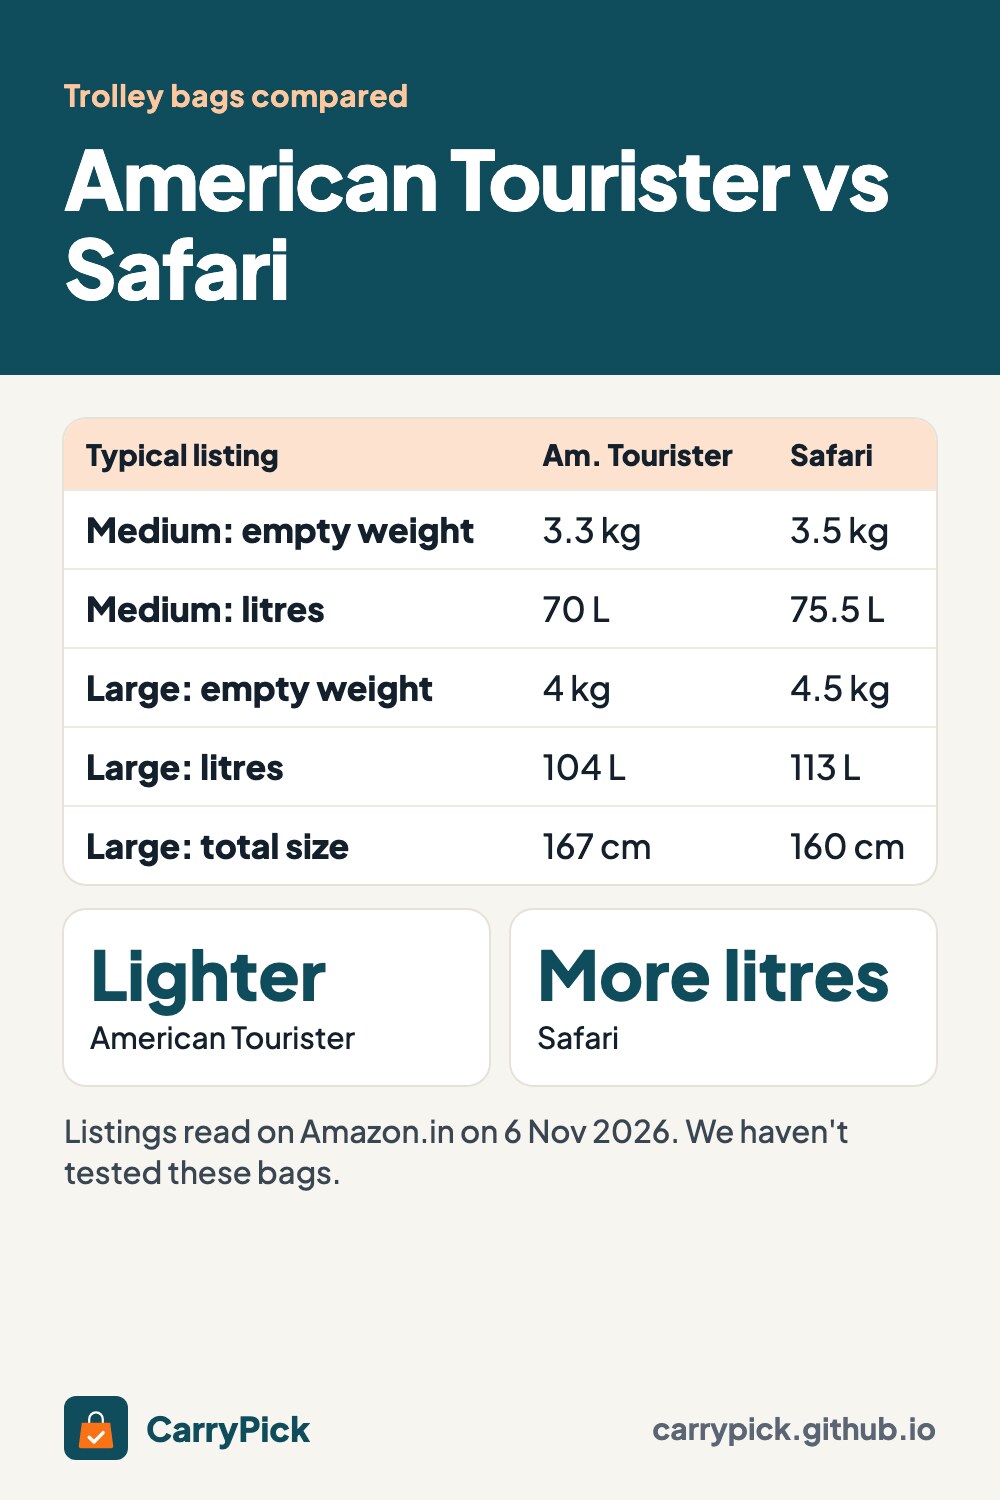 Trolley bags compared
American Tourister vs
Safari
Typical listing Am. Tourister Safari
Medium: empty weight 3.3 kg 3.5 kg
Medium: litres 70 L 75.5 L
Large: empty weight 4 kg 4.5 kg
Large: litres 104 L 113 L
Large: total size 167 cm 160 cm
Lighter
American Tourister
More litres
Safari
Listings read on Amazon.in on 6 Nov 2026. We haven't
tested these bags.
CarryPick
carrypick.github.io